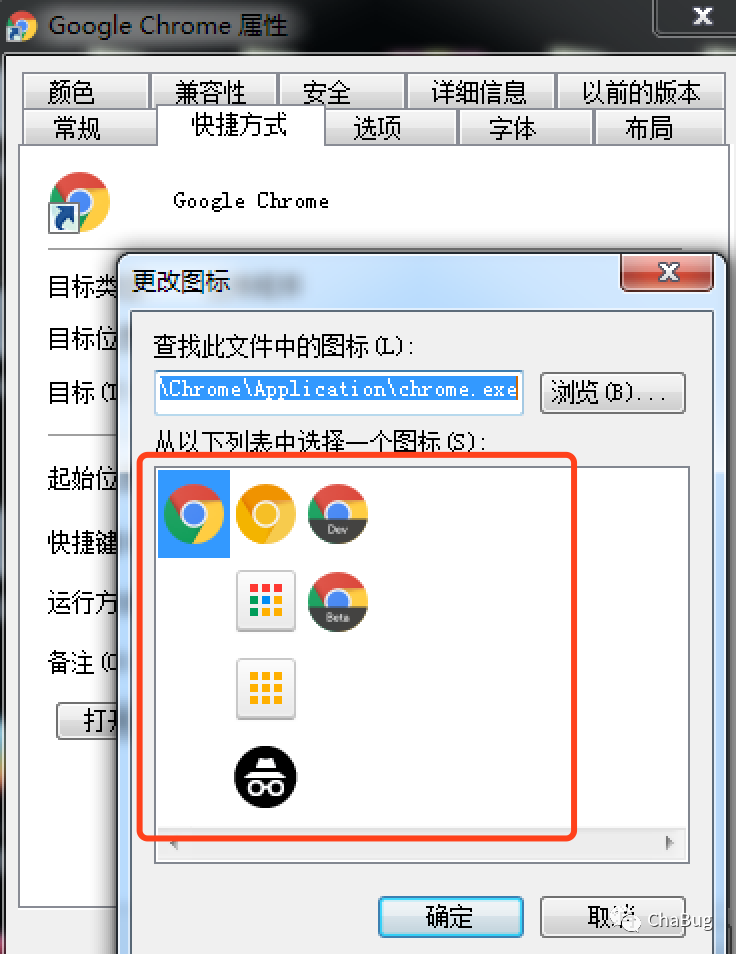 Google Chrome 属性
颜色 兼容性 安全 详细信息 以前的版本
常规 快捷方式 选项 字体 布局
Google Chrome
目标类
目标位
目标
起始位
快捷键
运行方
备注
打开
更改图标
查找此文件中的图标(L):
\Chrome\Application\chrome.exe 浏览(B)...
从以下列表中选择一个图标(S):
Dev
Beta
确定 取消
ChaBug